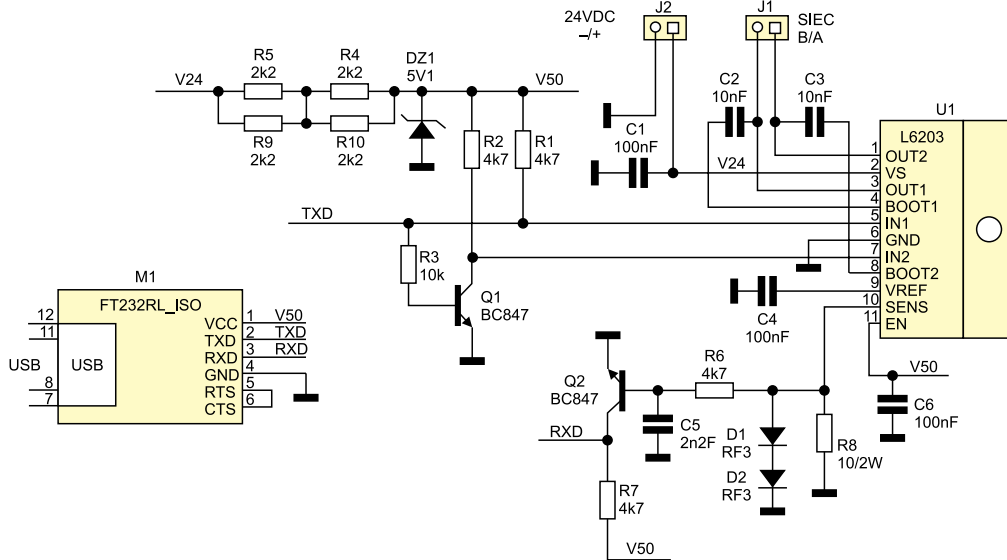 24VDC
–/+
J2
J1
SIEC
B/A
R5
2k2
R4
2k2
DZ1
5V1
V24
V50
R9
2k2
R10
2k2
R2
4k7
R1
4k7
C1
100nF
C2
10nF
C3
10nF
V24
U1
L6203
1
OUT2
2
VS
3
OUT1
4
BOOT1
5
IN1
6
GND
7
IN2
8
BOOT2
9
VREF
10
SENS
11
EN
TXD
R3
10k
Q1
BC847
C4
100nF
M1
FT232RL_ISO
12
11
USB
USB
8
7
VCC
1
V50
TXD
2
TXD
RXD
3
RXD
GND
4
RTS
5
CTS
6
Q2
BC847
R6
4k7
V50
C6
100nF
RXD
C5
2n2F
D1
RF3
D2
RF3
R8
10/2W
R7
4k7
V50